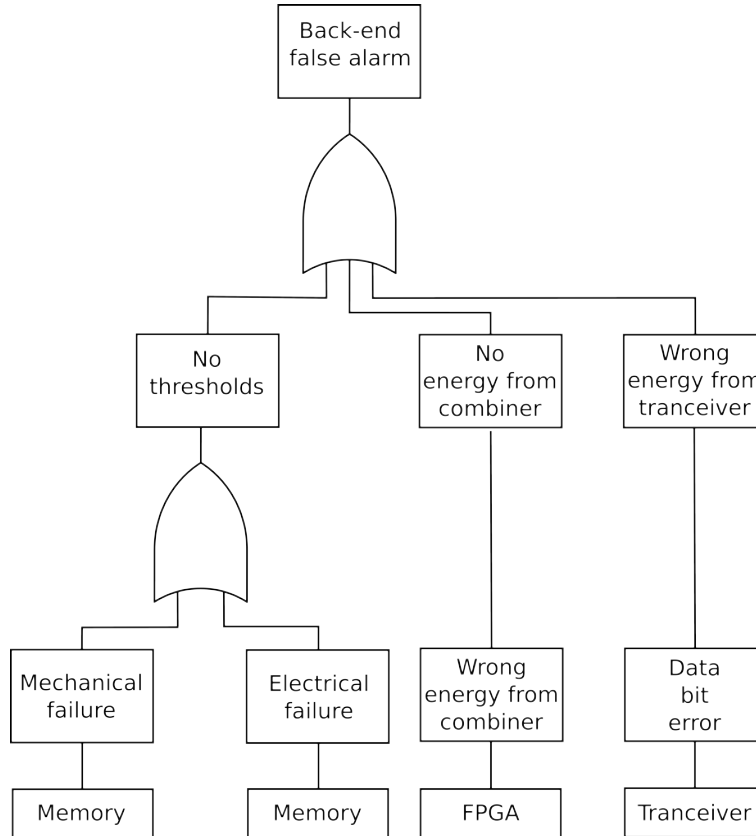 Back-end
false alarm
No
thresholds
No
energy from
combiner
Wrong
energy from
tranceiver
Mechanical
failure
Electrical
failure
Wrong
energy from
combiner
Data
bit
error
Memory
Memory
FPGA
Tranceiver